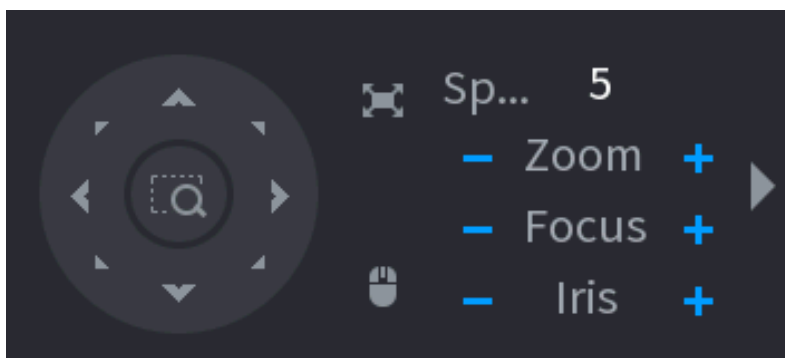 Sp... 5
− Zoom +
− Focus +
− Iris +